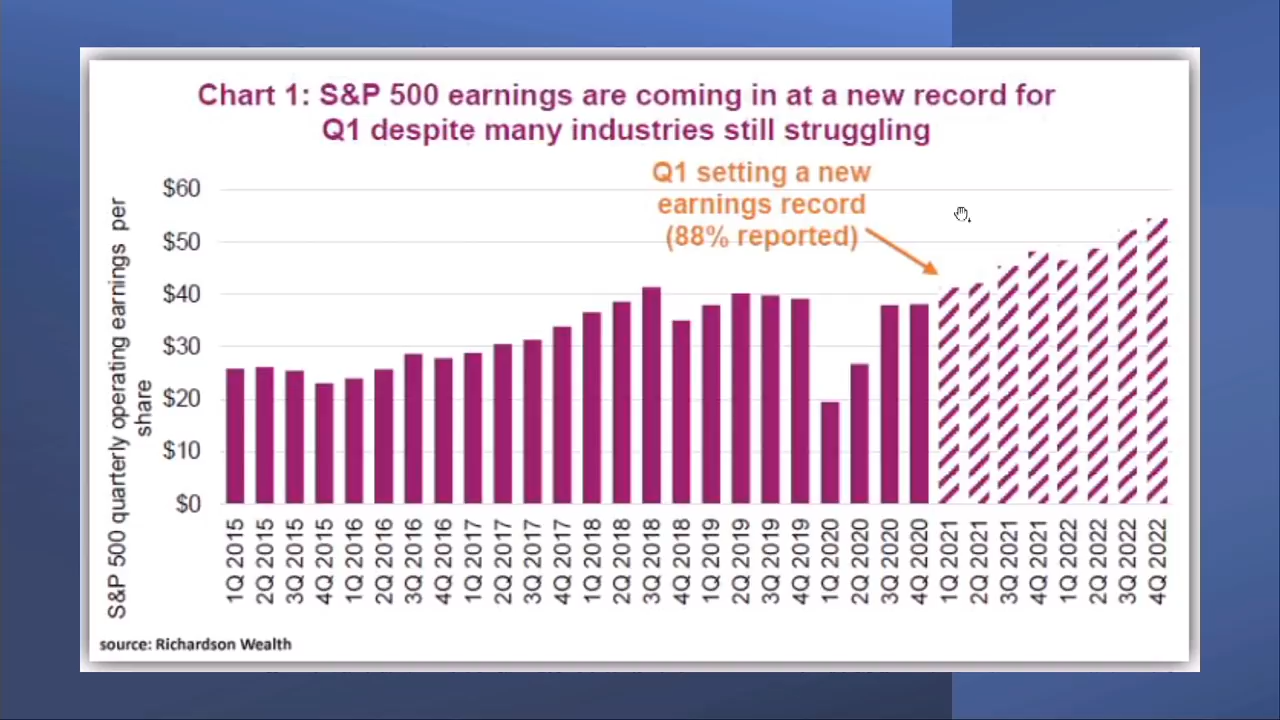 Chart 1: S&P 500 earnings are coming in at a new record for
Q1 despite many industries still struggling
Q1 setting a new
earnings record
(88% reported)
S&P 500 quarterly operating earnings per
share
$60
$50
$40
$30
$20
$10
$0
1Q 2015
2Q 2015
3Q 2015
4Q 2015
1Q 2016
2Q 2016
3Q 2016
4Q 2016
1Q 2017
2Q 2017
3Q 2017
4Q 2017
1Q 2018
2Q 2018
3Q 2018
4Q 2018
1Q 2019
2Q 2019
3Q 2019
4Q 2019
1Q 2020
2Q 2020
3Q 2020
4Q 2020
1Q 2021
2Q 2021
3Q 2021
4Q 2021
1Q 2022
2Q 2022
3Q 2022
4Q 2022
source: Richardson Wealth